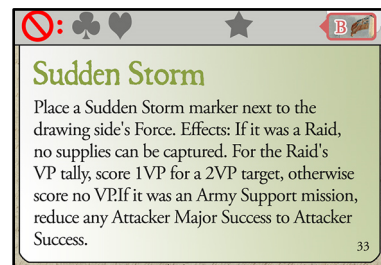 B
Sudden Storm
Place a Sudden Storm marker next to the
drawing side's Force. Effects: If it was a Raid,
no supplies can be captured. For the Raid's
VP tally, score 1VP for a 2VP target, otherwise
score no VP.If it was an Army Support mission,
reduce any Attacker Major Success to Attacker
Success.
33